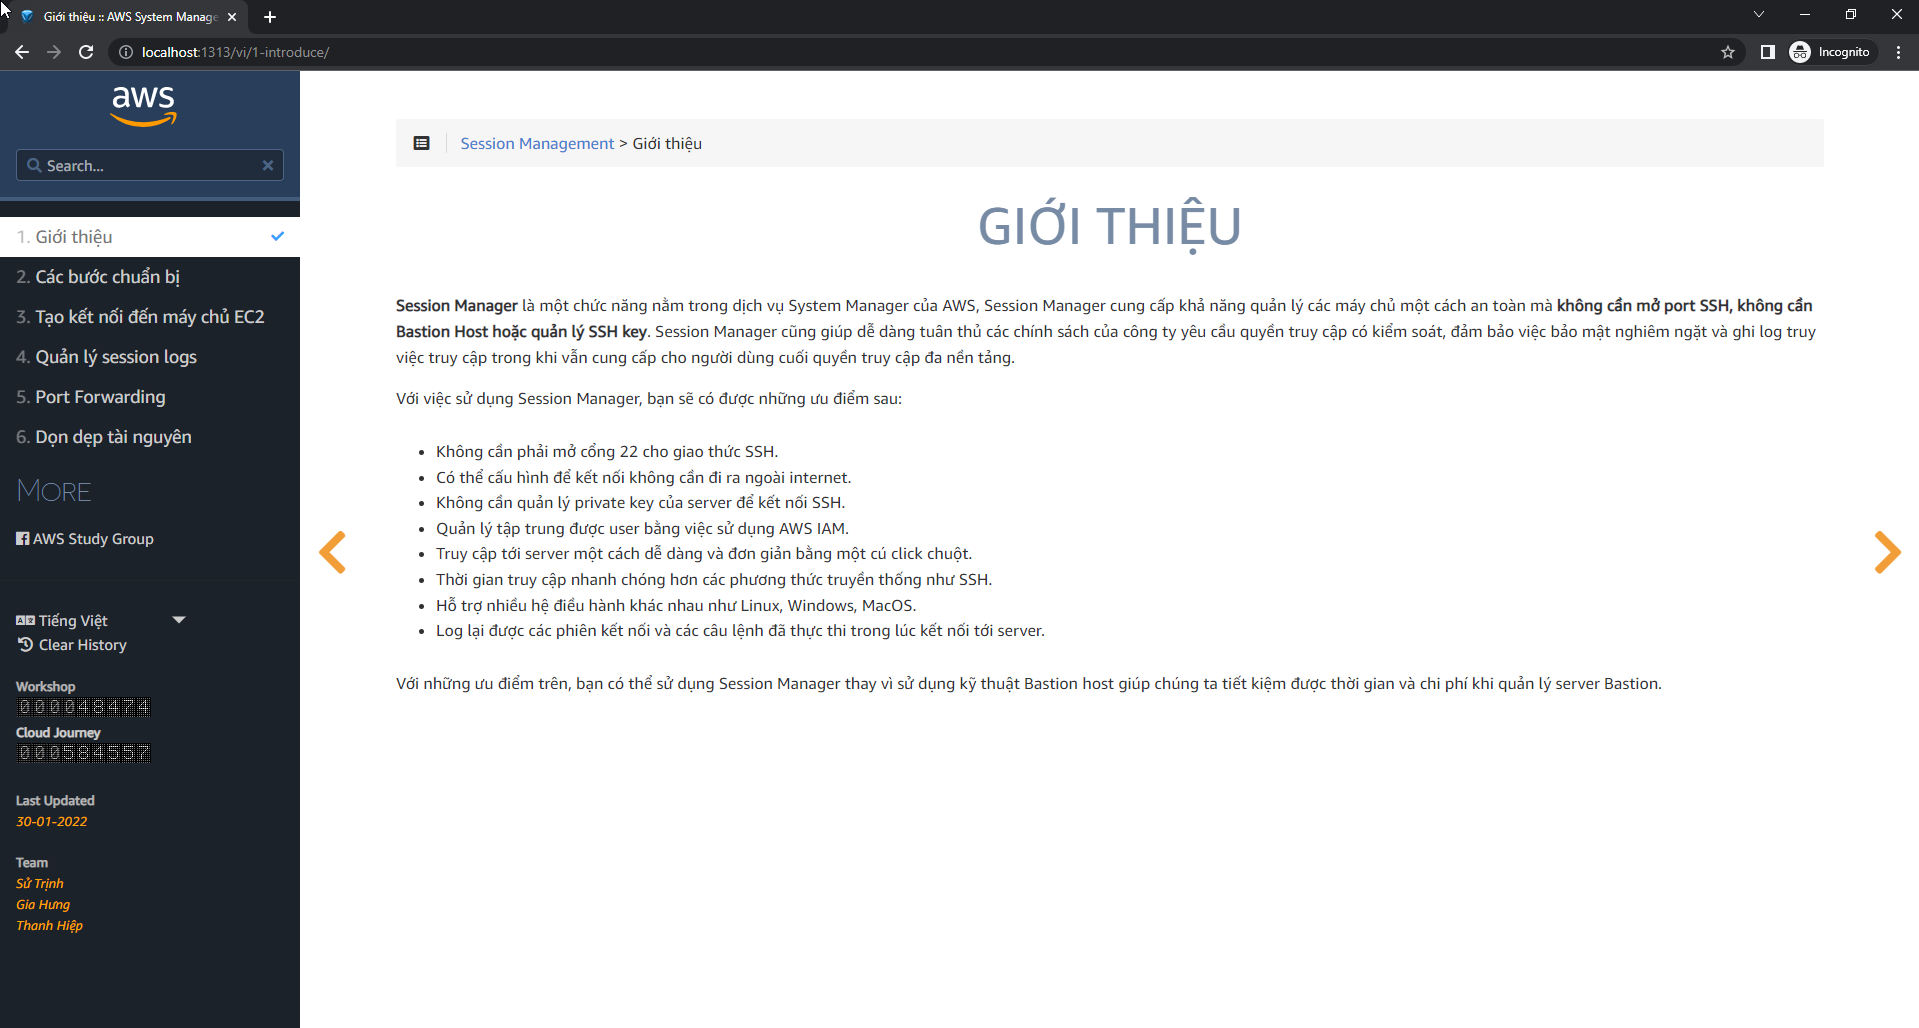 Giới thiệu :: AWS System Manage
localhost:1313/vi/1-introduce/
Incognito
aws
Search...
1. Giới thiệu
2. Các bước chuẩn bị
3. Tạo kết nối đến máy chủ EC2
4. Quản lý session logs
5. Port Forwarding
6. Dọn dẹp tài nguyên
More
AWS Study Group
Tiếng Việt
Clear History
Workshop
000048474
Cloud Journey
000584557
Last Updated
30-01-2022
Team
Sử Trịnh
Gia Hưng
Thanh Hiệp
Session Management > Giới thiệu
GIỚI THIỆU
Session Manager là một chức năng nằm trong dịch vụ System Manager của AWS, Session Manager cung cấp khả năng quản lý các máy chủ một cách an toàn mà không cần mở port SSH, không cần
Bastion Host hoặc quản lý SSH key. Session Manager cũng giúp dễ dàng tuân thủ các chính sách của công ty yêu cầu quyền truy cập có kiểm soát, đảm bảo việc bảo mật nghiêm ngặt và ghi log truy
việc truy cập trong khi vẫn cung cấp cho người dùng cuối quyền truy cập đa nền tảng.
Với việc sử dụng Session Manager, bạn sẽ có được những ưu điểm sau:
• Không cần phải mở cổng 22 cho giao thức SSH.
• Có thể cấu hình để kết nối không cần đi ra ngoài internet.
• Không cần quản lý private key của server để kết nối SSH.
• Quản lý tập trung được user bằng việc sử dụng AWS IAM.
• Truy cập tới server một cách dễ dàng và đơn giản bằng một cú click chuột.
• Thời gian truy cập nhanh chóng hơn các phương thức truyền thống như SSH.
• Hỗ trợ nhiều hệ điều hành khác nhau như Linux, Windows, MacOS.
• Log lại được các phiên kết nối và các câu lệnh đã thực thi trong lúc kết nối tới server.
Với những ưu điểm trên, bạn có thể sử dụng Session Manager thay vì sử dụng kỹ thuật Bastion host giúp chúng ta tiết kiệm được thời gian và chi phí khi quản lý server Bastion.